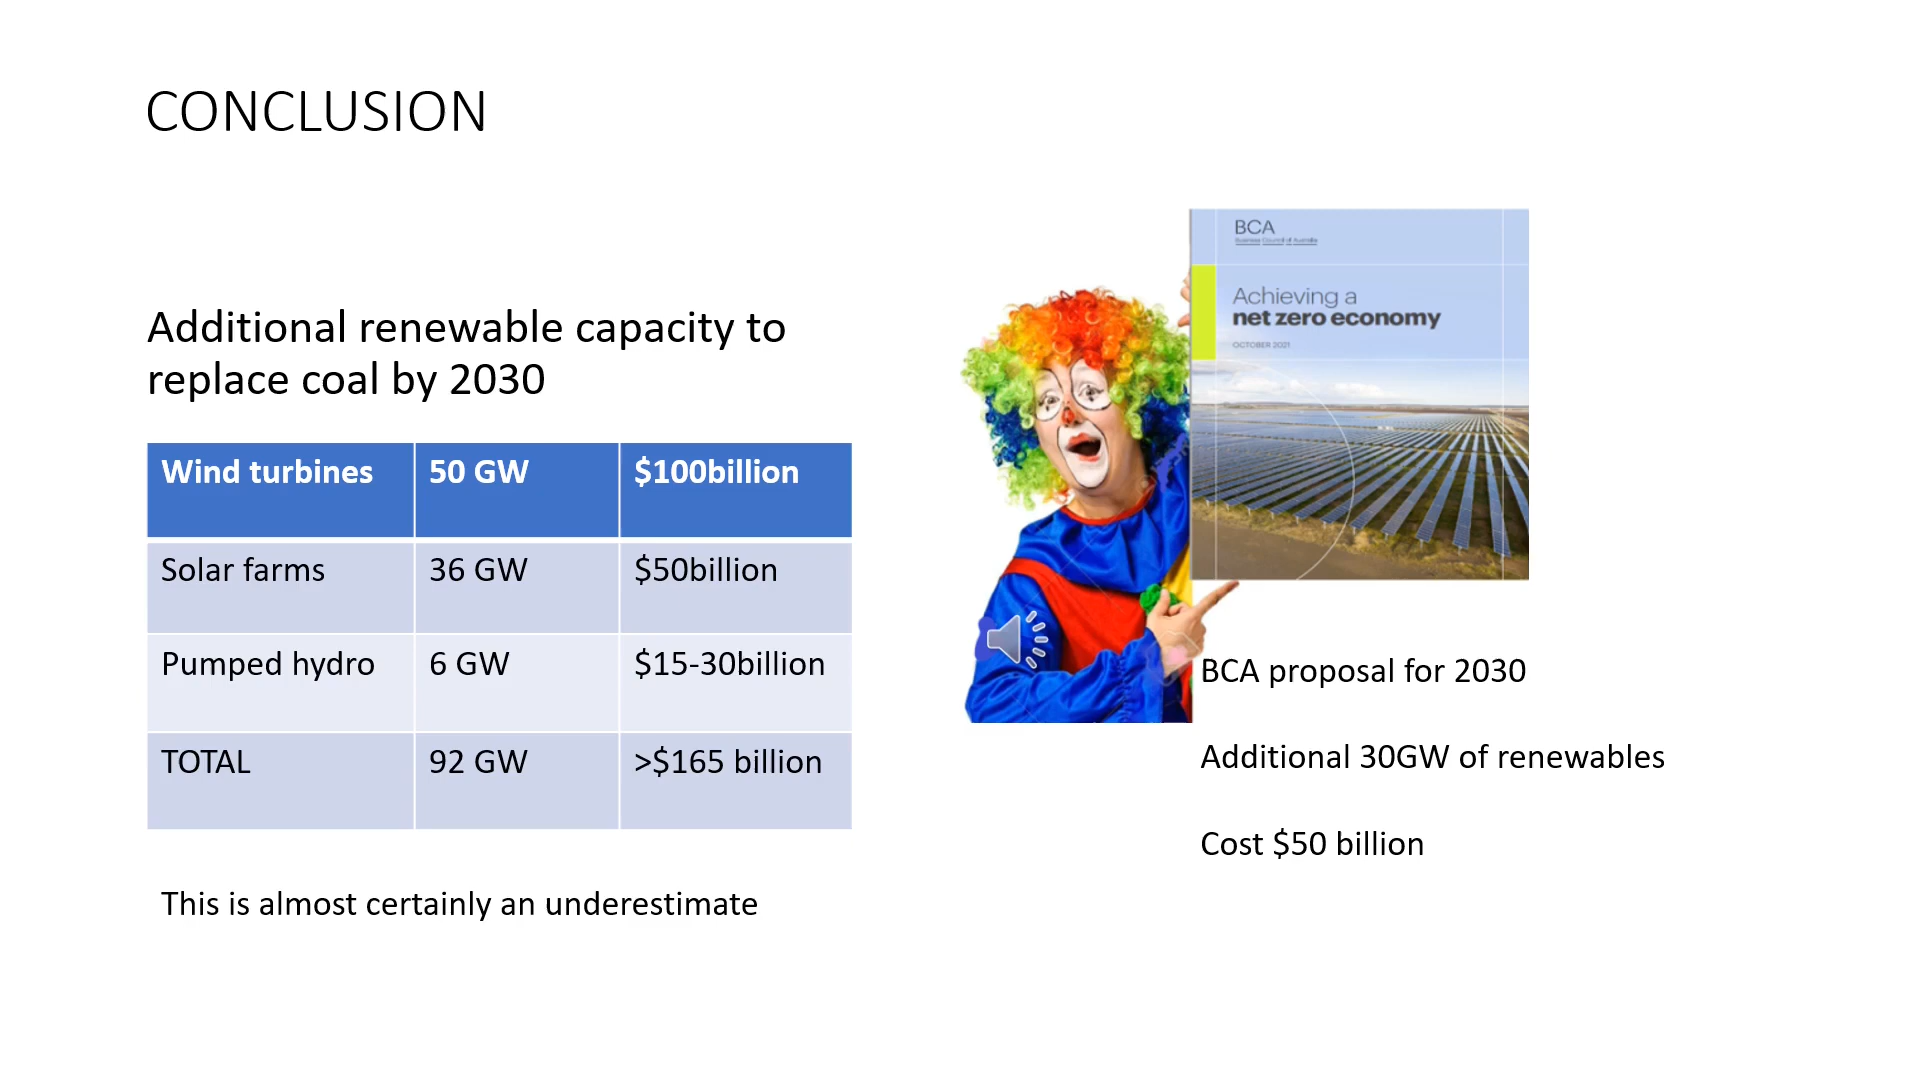 CONCLUSION
Additional renewable capacity to
replace coal by 2030
Wind turbines 50 GW $100billion
Solar farms 36 GW $50billion
Pumped hydro 6 GW $15-30billion
TOTAL 92 GW >$165 billion
This is almost certainly an underestimate
BCA
Business Council of Australia
Achieving a
net zero economy
OCTOBER 2021
BCA proposal for 2030
Additional 30GW of renewables
Cost $50 billion